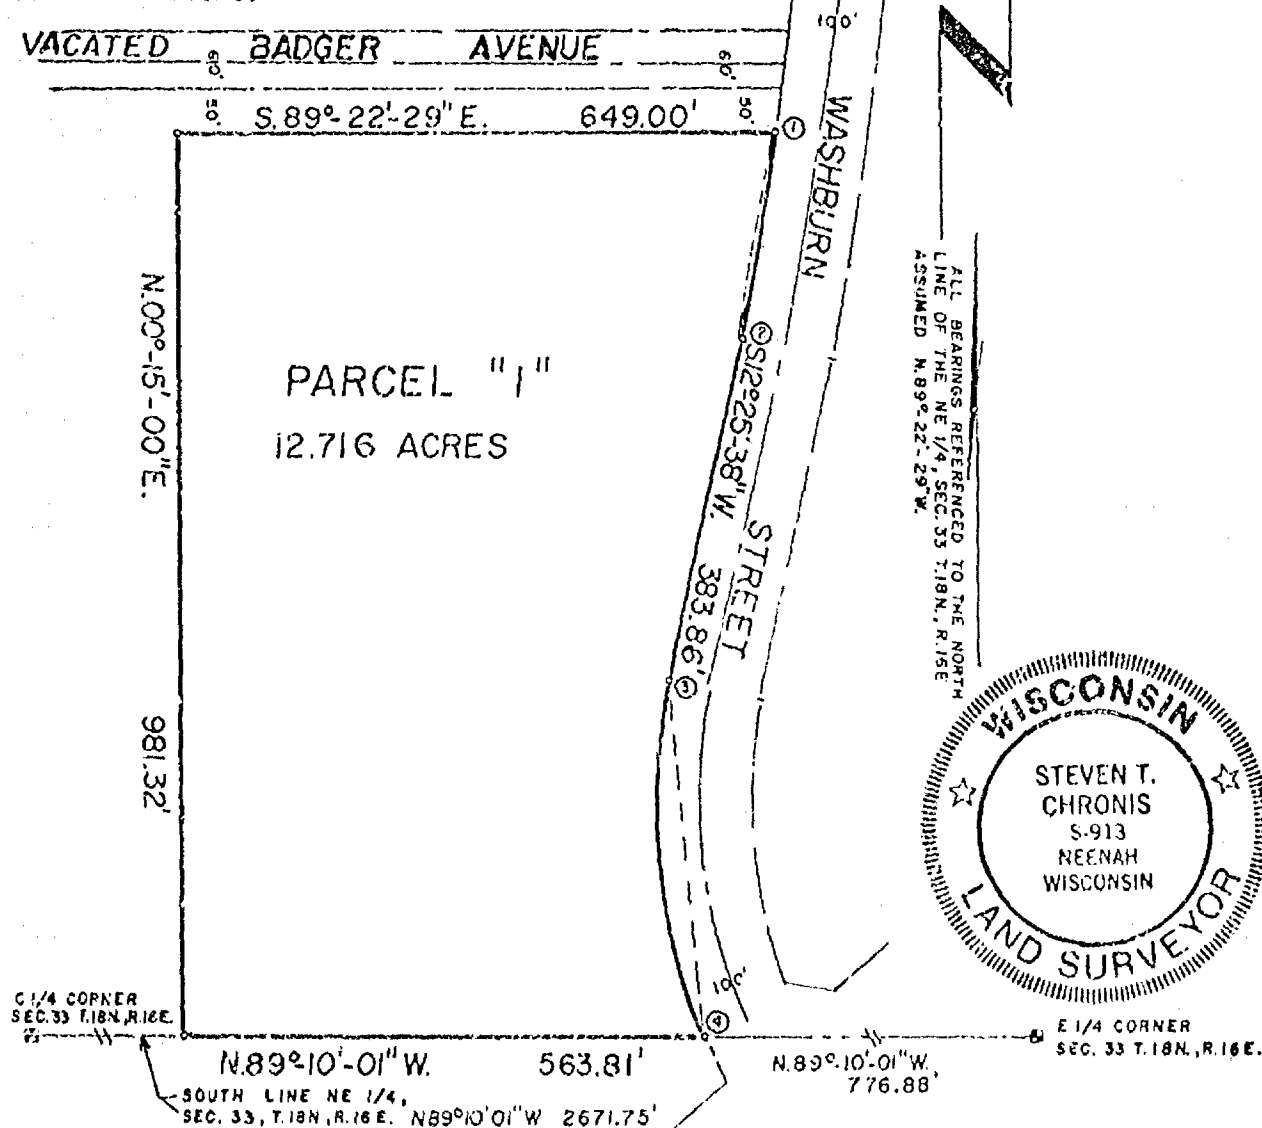 100'
VACATED BADGER AVENUE
60' 60'
50' 50'
S.89°-22'-29"E. 649.00'
1
WASHBURN
STREET
2
S12°-25'-38"W. 383.86'
3
N.00°-15'-00"E. 981.32'
PARCEL "1"
12.716 ACRES
ALL BEARINGS REFERENCED TO THE NORTH
LINE OF THE NE 1/4, SEC. 33 T.18N., R.16E
ASSUMED N.89°-22'-29"W.
WISCONSIN
STEVEN T.
CHRONIS
S-913
NEENAH
WISCONSIN
LAND SURVEYOR
100'
4
C 1/4 CORNER
SEC. 33 T.18N., R.16E.
E 1/4 CORNER
SEC. 33 T.18N., R.16E.
N.89°-10'-01"W. 563.81'
N.89°-10'-01"W.
776.88'
SOUTH LINE NE 1/4,
SEC. 33, T.18N., R.16E. N89°10'01"W 2671.75'